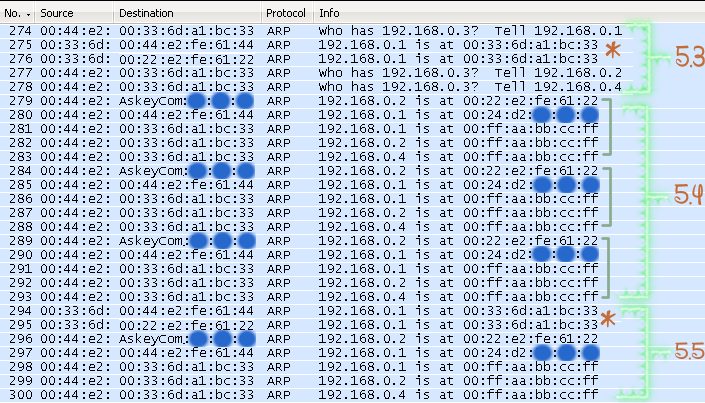 No. Source Destination Protocol Info
274 00:44:e2: 00:33:6d:a1:bc:33 ARP Who has 192.168.0.3? Tell 192.168.0.1
275 00:33:6d: 00:44:e2:fe:61:44 ARP 192.168.0.1 is at 00:33:6d:a1:bc:33 *
276 00:33:6d: 00:22:e2:fe:61:22 ARP 192.168.0.1 is at 00:33:6d:a1:bc:33 5.3
277 00:44:e2: 00:33:6d:a1:bc:33 ARP Who has 192.168.0.3? Tell 192.168.0.2
278 00:44:e2: 00:33:6d:a1:bc:33 ARP Who has 192.168.0.3? Tell 192.168.0.4
279 00:44:e2: AskeyCom: : : ARP 192.168.0.2 is at 00:22:e2:fe:61:22
280 00:44:e2: 00:44:e2:fe:61:44 ARP 192.168.0.1 is at 00:24:d2: : :
281 00:44:e2: 00:33:6d:a1:bc:33 ARP 192.168.0.1 is at 00:ff:aa:bb:cc:ff
282 00:44:e2: 00:33:6d:a1:bc:33 ARP 192.168.0.2 is at 00:ff:aa:bb:cc:ff
283 00:44:e2: 00:33:6d:a1:bc:33 ARP 192.168.0.4 is at 00:ff:aa:bb:cc:ff
284 00:44:e2: AskeyCom: : : ARP 192.168.0.2 is at 00:22:e2:fe:61:22
285 00:44:e2: 00:44:e2:fe:61:44 ARP 192.168.0.1 is at 00:24:d2: : :
286 00:44:e2: 00:33:6d:a1:bc:33 ARP 192.168.0.1 is at 00:ff:aa:bb:cc:ff 5.4
287 00:44:e2: 00:33:6d:a1:bc:33 ARP 192.168.0.2 is at 00:ff:aa:bb:cc:ff
288 00:44:e2: 00:33:6d:a1:bc:33 ARP 192.168.0.4 is at 00:ff:aa:bb:cc:ff
289 00:44:e2: AskeyCom: : : ARP 192.168.0.2 is at 00:22:e2:fe:61:22
290 00:44:e2: 00:44:e2:fe:61:44 ARP 192.168.0.1 is at 00:24:d2: : :
291 00:44:e2: 00:33:6d:a1:bc:33 ARP 192.168.0.1 is at 00:ff:aa:bb:cc:ff
292 00:44:e2: 00:33:6d:a1:bc:33 ARP 192.168.0.2 is at 00:ff:aa:bb:cc:ff
293 00:44:e2: 00:33:6d:a1:bc:33 ARP 192.168.0.4 is at 00:ff:aa:bb:cc:ff
294 00:33:6d: 00:44:e2:fe:61:44 ARP 192.168.0.1 is at 00:33:6d:a1:bc:33 *
295 00:33:6d: 00:22:e2:fe:61:22 ARP 192.168.0.1 is at 00:33:6d:a1:bc:33
296 00:44:e2: AskeyCom: : : ARP 192.168.0.2 is at 00:22:e2:fe:61:22
297 00:44:e2: 00:44:e2:fe:61:44 ARP 192.168.0.1 is at 00:24:d2: : : 5.5
298 00:44:e2: 00:33:6d:a1:bc:33 ARP 192.168.0.1 is at 00:ff:aa:bb:cc:ff
299 00:44:e2: 00:33:6d:a1:bc:33 ARP 192.168.0.2 is at 00:ff:aa:bb:cc:ff
300 00:44:e2: 00:33:6d:a1:bc:33 ARP 192.168.0.4 is at 00:ff:aa:bb:cc:ff